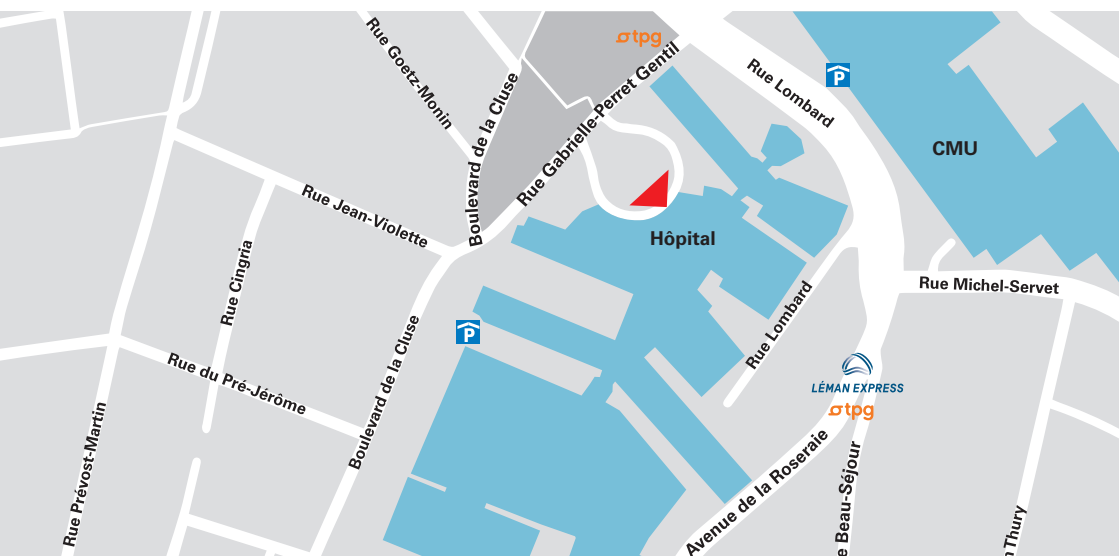 Rue Goetz-Monin
tpg
Boulevard de la Cluse
Rue Gabrielle-Perret Gentil
Rue Lombard
P
CMU
Rue Jean-Violette
Hôpital
Rue Cingria
Rue Michel-Servet
Rue Lombard
P
Boulevard de la Cluse
Rue du Pré-Jérôme
LÉMAN EXPRESS
tpg
Rue Prévost-Martin
Avenue de la Roseraie
e Beau-Séjour
n Thury